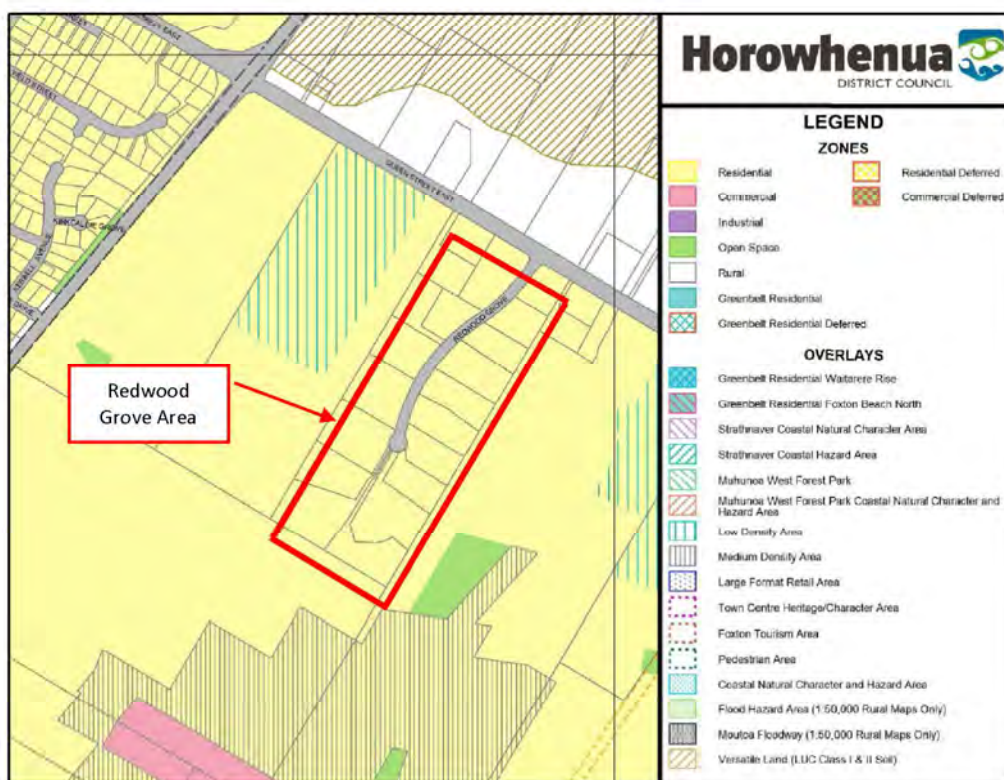 QUEEN STREET EAST
KIRKCALDIE GROVE
REDWOOD GROVE
Redwood
Grove Area
Horowhenua
DISTRICT COUNCIL
LEGEND
ZONES
Residential
Residential Deferred
Commercial
Commercial Deferred
Industrial
Open Space
Rural
Greenbelt Residential
Greenbelt Residential Deferred
OVERLAYS
Greenbelt Residential Waitarere Rise
Greenbelt Residential Foxton Beach North
Strathnaver Coastal Natural Character Area
Strathnaver Coastal Hazard Area
Muhunoa West Forest Park
Muhunoa West Forest Park Coastal Natural Character and
Hazard Area
Low Density Area
Medium Density Area
Large Format Retail Area
Town Centre Heritage/Character Area
Foxton Tourism Area
Pedestrian Area
Coastal Natural Character and Hazard Area
Flood Hazard Area (1:50,000 Rural Maps Only)
Moutoa Floodway (1:50,000 Rural Maps Only)
Versatile Land (LUC Class I & II Soil)